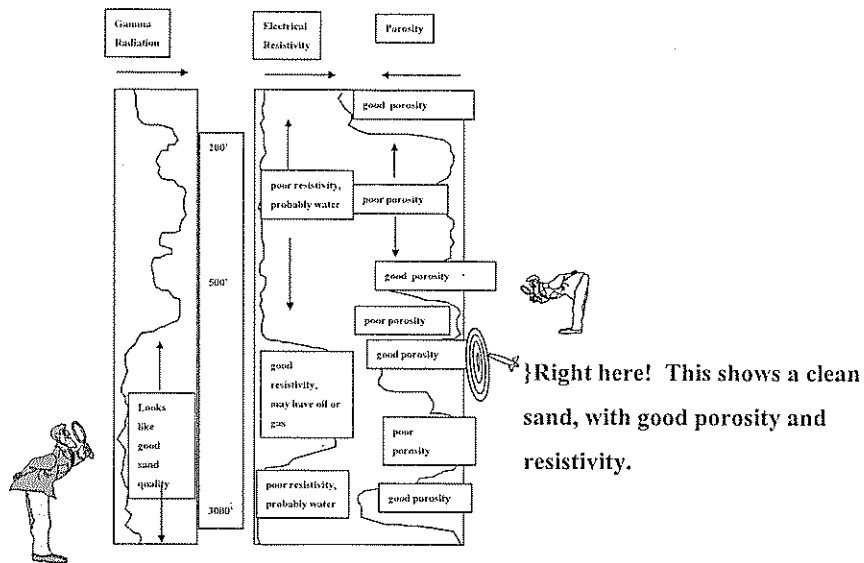 Gamma
Radiation
Electrical
Resistivity
Porosity
good porosity
200'
poor resistivity,
probably water
poor porosity
good porosity
500'
poor porosity
good porosity
}Right here! This shows a clean
sand, with good porosity and
resistivity.
good
resistivity,
may have oil or
gas
Looks
like
good
sand
quality
poor
porosity
poor resistivity,
probably water
good porosity
3000'